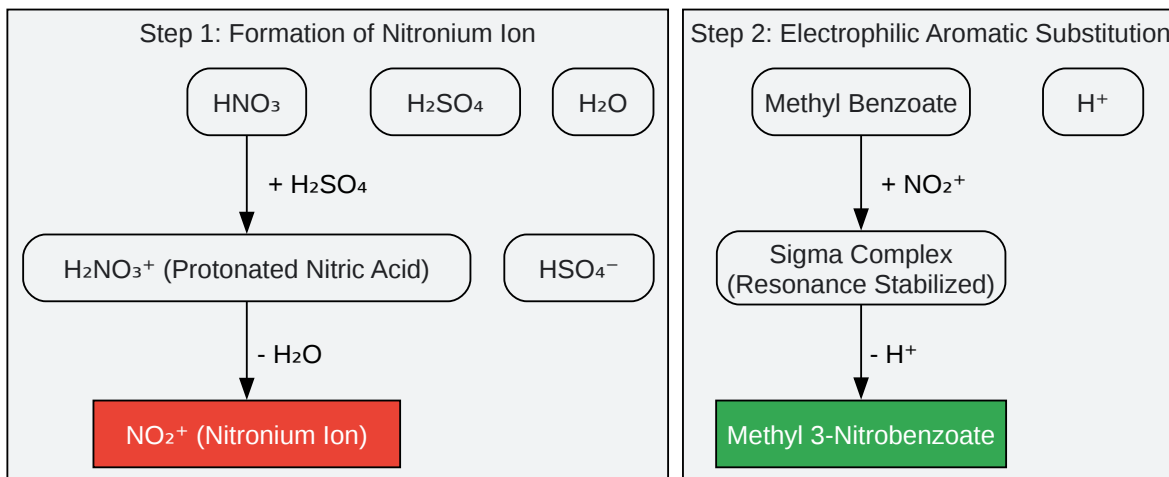 Step 1: Formation of Nitronium Ion
HNO₃
H₂SO₄
H₂O
+ H₂SO₄
H₂NO₃⁺ (Protonated Nitric Acid)
HSO₄⁻
- H₂O
NO₂⁺ (Nitronium Ion)
Step 2: Electrophilic Aromatic Substitution
Methyl Benzoate
H⁺
+ NO₂⁺
Sigma Complex
(Resonance Stabilized)
- H⁺
Methyl 3-Nitrobenzoate